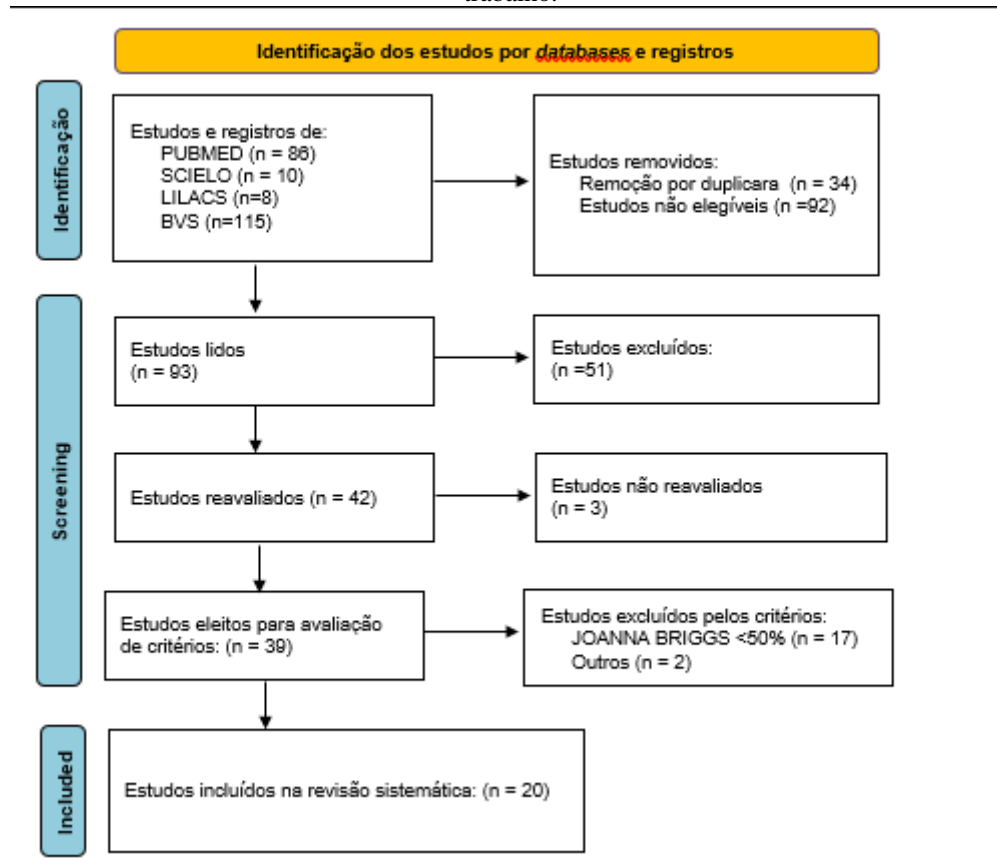 trabalho.
Identificação dos estudos por databases e registros
Identificação
Estudos e registros de:
PUBMED (n = 86)
SCIELO (n = 10)
LILACS (n=8)
BVS (n=115)
Estudos removidos:
Remoção por duplicara (n = 34)
Estudos não elegíveis (n =92)
Screening
Estudos lidos
(n = 93)
Estudos excluídos:
(n =51)
Estudos reavaliados (n = 42)
Estudos não reavaliados
(n = 3)
Estudos eleitos para avaliação
de critérios: (n = 39)
Estudos excluídos pelos critérios:
JOANNA BRIGGS <50% (n = 17)
Outros (n = 2)
Included
Estudos incluídos na revisão sistemática: (n = 20)